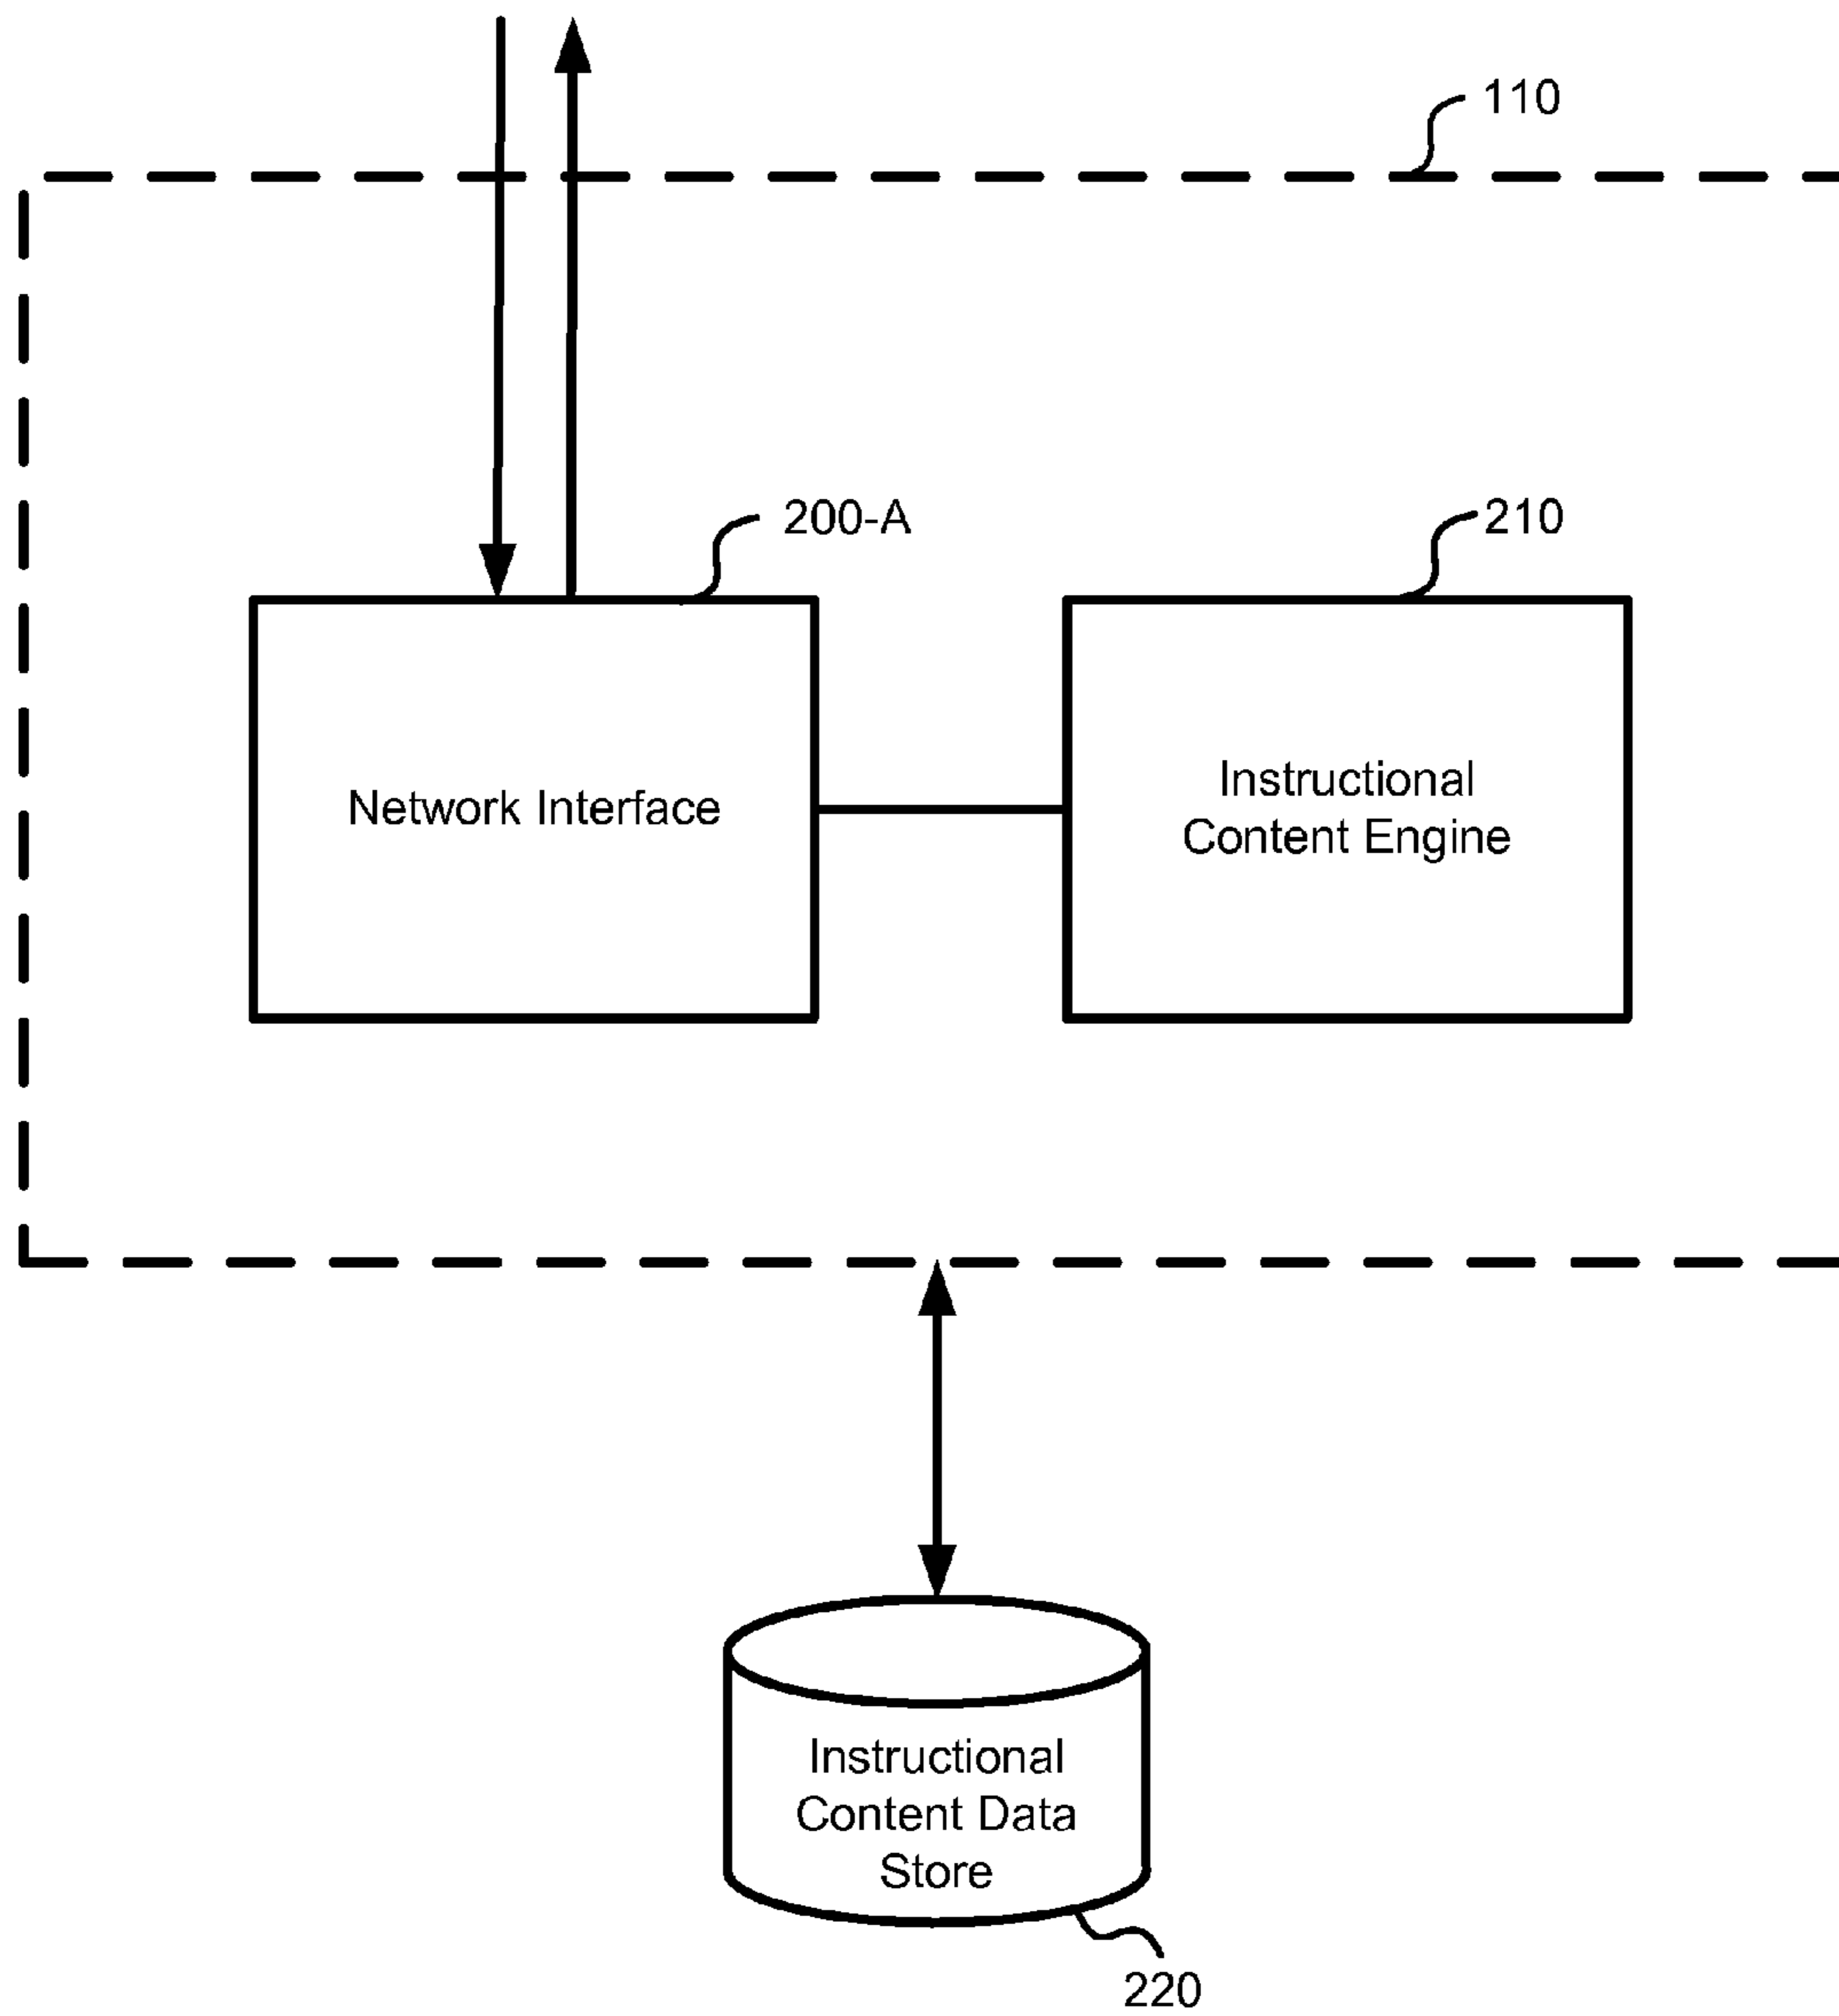 110
200-A
210
Network Interface
Instructional
Content Engine
Instructional
Content Data
Store
220